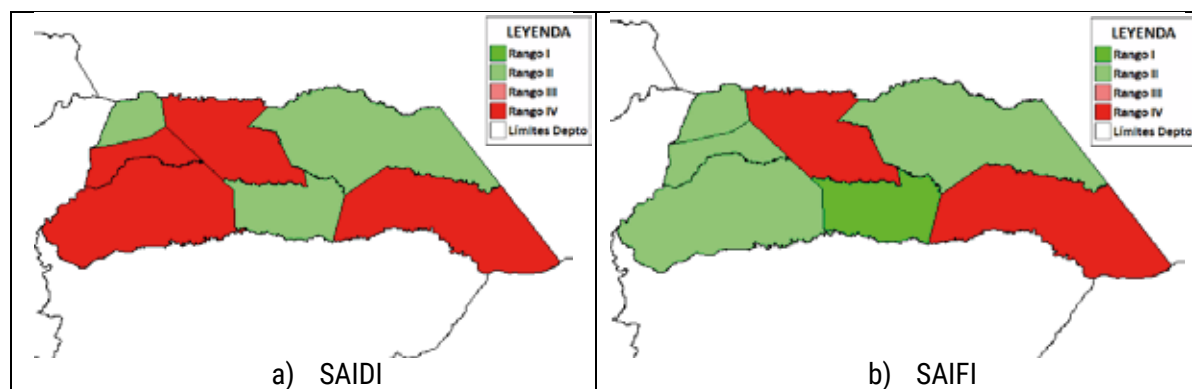 LEYENDA
Rango I
Rango II
Rango III
Rango IV
Límites Depto
a) SAIDI
LEYENDA
Rango I
Rango II
Rango III
Rango IV
Límites Depto
b) SAIFI